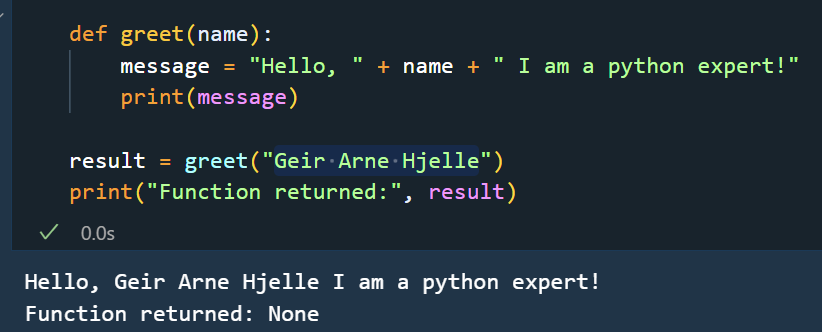 def greet(name):
    message = "Hello, " + name + " I am a python expert!"
    print(message)

result = greet("Geir Arne Hjelle")
print("Function returned:", result)
0.0s
Hello, Geir Arne Hjelle I am a python expert!
Function returned: None